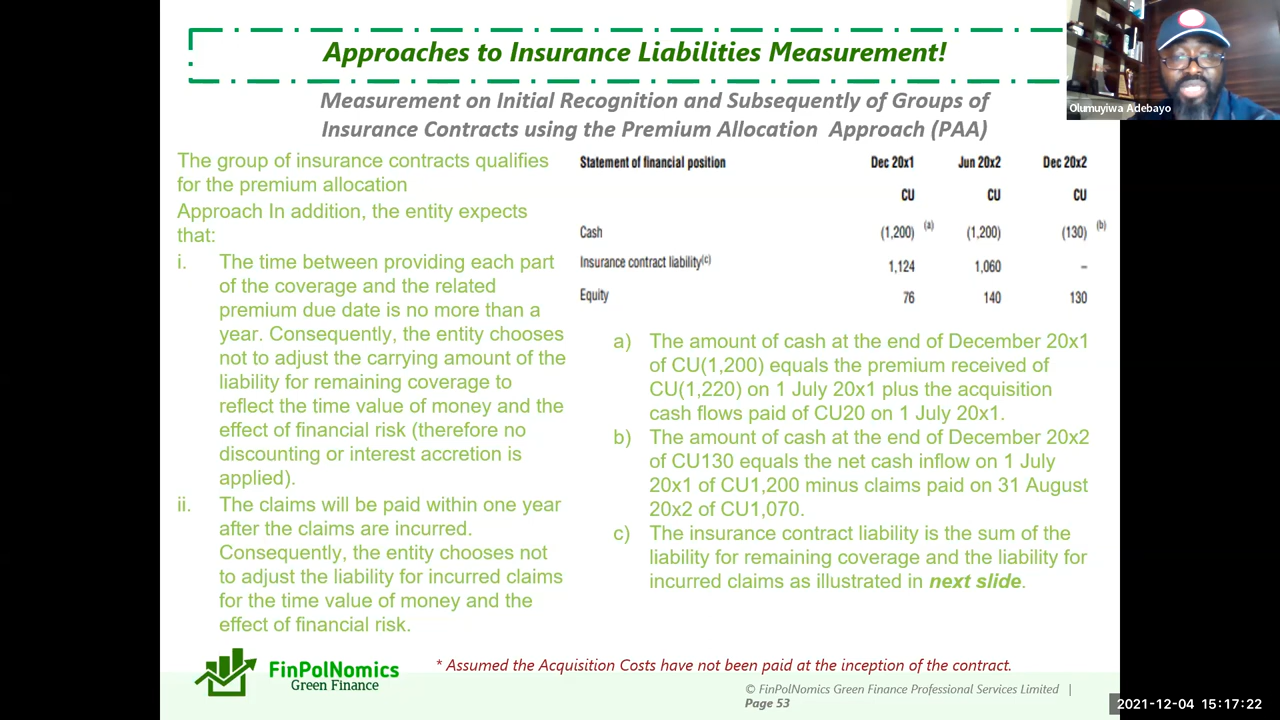 Approaches to Insurance Liabilities Measurement!
Olumuyiwa Adebayo
Measurement on Initial Recognition and Subsequently of Groups of
Insurance Contracts using the Premium Allocation Approach (PAA)
The group of insurance contracts qualifies
for the premium allocation
Approach In addition, the entity expects
that:
i. The time between providing each part
of the coverage and the related
premium due date is no more than a
year. Consequently, the entity chooses
not to adjust the carrying amount of the
liability for remaining coverage to
reflect the time value of money and the
effect of financial risk (therefore no
discounting or interest accretion is
applied).
ii. The claims will be paid within one year
after the claims are incurred.
Consequently, the entity chooses not
to adjust the liability for incurred claims
for the time value of money and the
effect of financial risk.
Statement of financial position Dec 20x1 Jun 20x2 Dec 20x2
CU CU CU
Cash (1,200) (a) (1,200) (130) (b)
Insurance contract liability(c) 1,124 1,060 –
Equity 76 140 130
a) The amount of cash at the end of December 20x1
of CU(1,200) equals the premium received of
CU(1,220) on 1 July 20x1 plus the acquisition
cash flows paid of CU20 on 1 July 20x1.
b) The amount of cash at the end of December 20x2
of CU130 equals the net cash inflow on 1 July
20x1 of CU1,200 minus claims paid on 31 August
20x2 of CU1,070.
c) The insurance contract liability is the sum of the
liability for remaining coverage and the liability for
incurred claims as illustrated in next slide.
FinPolNomics
Green Finance
* Assumed the Acquisition Costs have not been paid at the inception of the contract.
© FinPolNomics Green Finance Professional Services Limited |
Page 53
2021-12-04 15:17:22